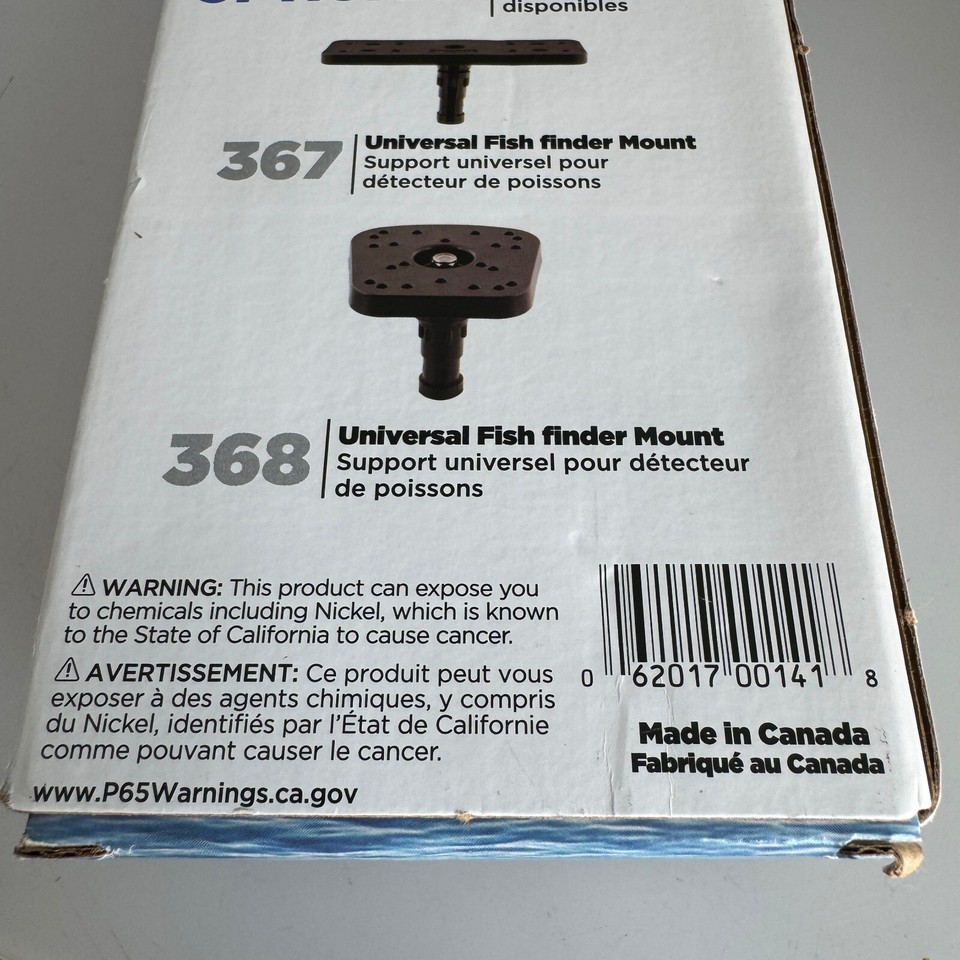 disponibles
367
Universal Fish finder Mount
Support universel pour
détecteur de poissons
368
Universal Fish finder Mount
Support universel pour détecteur
de poissons
⚠ WARNING: This product can expose you
to chemicals including Nickel, which is known
to the State of California to cause cancer.
⚠ AVERTISSEMENT: Ce produit peut vous
exposer à des agents chimiques, y compris
du Nickel, identifiés par l'État de Californie
comme pouvant causer le cancer.
www.P65Warnings.ca.gov
0 62017 00141 8
Made in Canada
Fabriqué au Canada